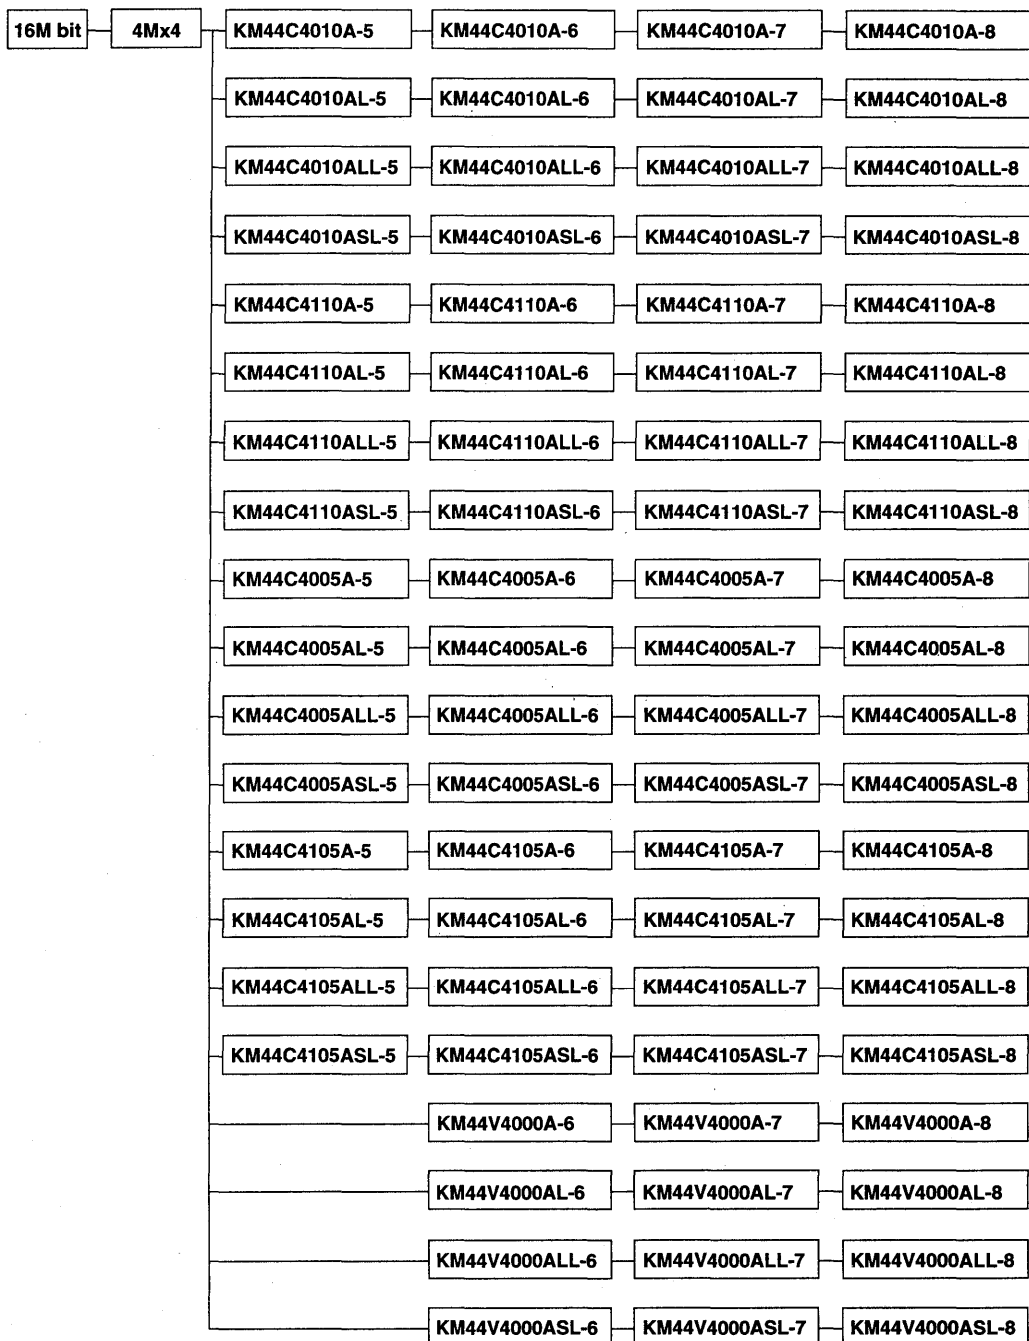 16M bit 4Mx4 KM44C4010A-5 KM44C4010A-6 KM44C4010A-7 KM44C4010A-8
KM44C4010AL-5 KM44C4010AL-6 KM44C4010AL-7 KM44C4010AL-8
KM44C4010ALL-5 KM44C4010ALL-6 KM44C4010ALL-7 KM44C4010ALL-8
KM44C4010ASL-5 KM44C4010ASL-6 KM44C4010ASL-7 KM44C4010ASL-8
KM44C4110A-5 KM44C4110A-6 KM44C4110A-7 KM44C4110A-8
KM44C4110AL-5 KM44C4110AL-6 KM44C4110AL-7 KM44C4110AL-8
KM44C4110ALL-5 KM44C4110ALL-6 KM44C4110ALL-7 KM44C4110ALL-8
KM44C4110ASL-5 KM44C4110ASL-6 KM44C4110ASL-7 KM44C4110ASL-8
KM44C4005A-5 KM44C4005A-6 KM44C4005A-7 KM44C4005A-8
KM44C4005AL-5 KM44C4005AL-6 KM44C4005AL-7 KM44C4005AL-8
KM44C4005ALL-5 KM44C4005ALL-6 KM44C4005ALL-7 KM44C4005ALL-8
KM44C4005ASL-5 KM44C4005ASL-6 KM44C4005ASL-7 KM44C4005ASL-8
KM44C4105A-5 KM44C4105A-6 KM44C4105A-7 KM44C4105A-8
KM44C4105AL-5 KM44C4105AL-6 KM44C4105AL-7 KM44C4105AL-8
KM44C4105ALL-5 KM44C4105ALL-6 KM44C4105ALL-7 KM44C4105ALL-8
KM44C4105ASL-5 KM44C4105ASL-6 KM44C4105ASL-7 KM44C4105ASL-8
KM44V4000A-6 KM44V4000A-7 KM44V4000A-8
KM44V4000AL-6 KM44V4000AL-7 KM44V4000AL-8
KM44V4000ALL-6 KM44V4000ALL-7 KM44V4000ALL-8
KM44V4000ASL-6 KM44V4000ASL-7 KM44V4000ASL-8